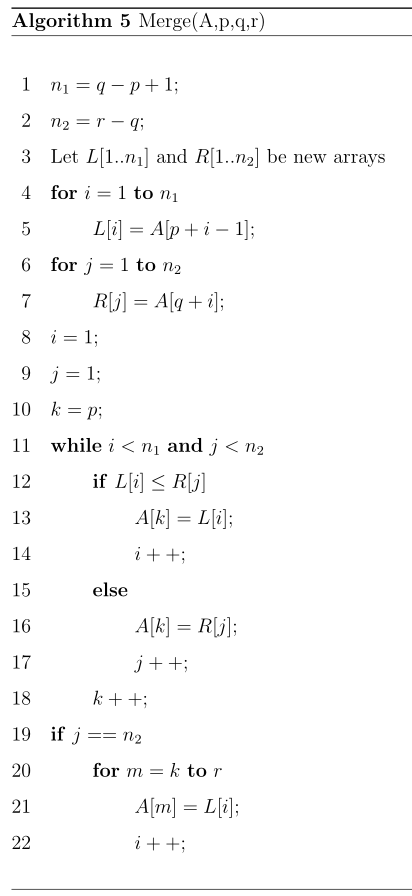 Algorithm 5 Merge(A,p,q,r)
1 n₁ = q − p + 1;
2 n₂ = r − q;
3 Let L[1..n₁] and R[1..n₂] be new arrays
4 for i = 1 to n₁
5 L[i] = A[p + i − 1];
6 for j = 1 to n₂
7 R[j] = A[q + i];
8 i = 1;
9 j = 1;
10 k = p;
11 while i < n₁ and j < n₂
12 if L[i] ≤ R[j]
13 A[k] = L[i];
14 i + +;
15 else
16 A[k] = R[j];
17 j + +;
18 k + +;
19 if j == n₂
20 for m = k to r
21 A[m] = L[i];
22 i + +;